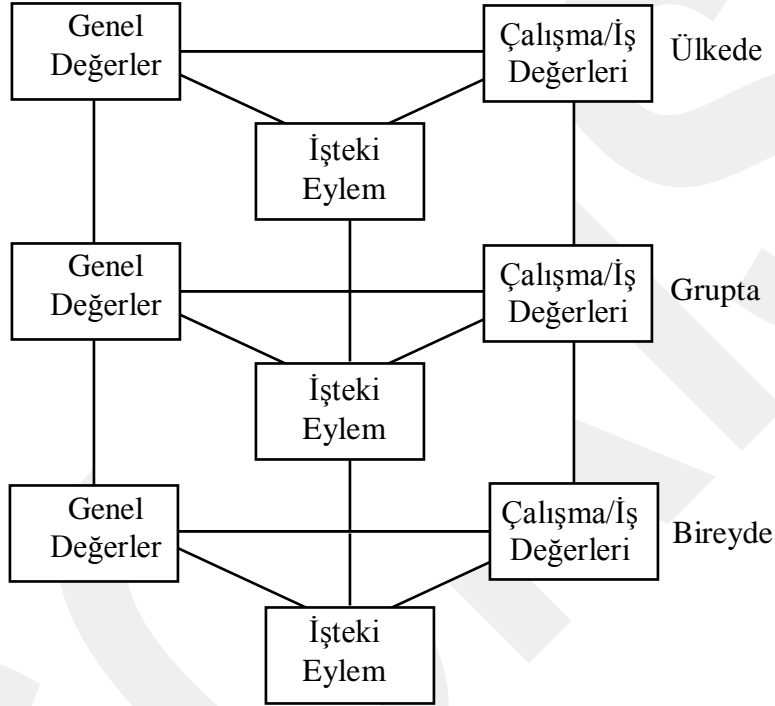 Genel
Değerler
Çalışma/İş
Değerleri
Ülkede
İşteki
Eylem
Genel
Değerler
Çalışma/İş
Değerleri
Grupta
İşteki
Eylem
Genel
Değerler
Çalışma/İş
Değerleri
Bireyde
İşteki
Eylem